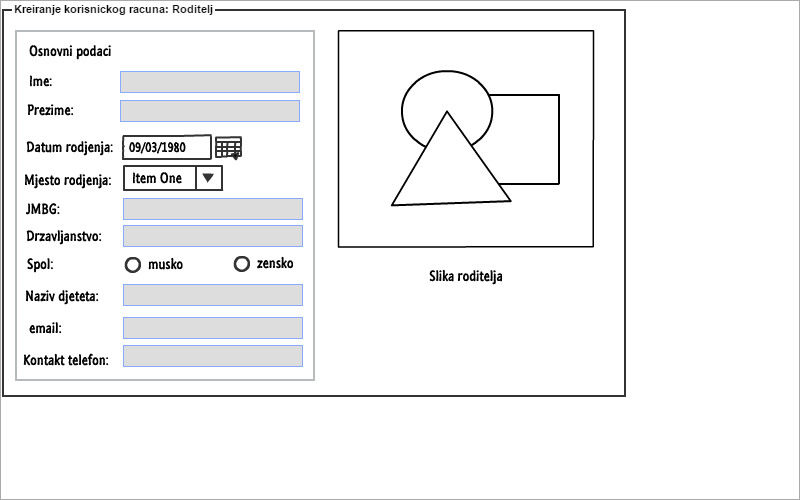 Kreiranje korisnickog racuna: Roditelj
Osnovni podaci
Ime:
Prezime:
Datum rodjenja: 09/03/1980
Mjesto rodjenja: Item One
JMBG:
Drzavljanstvo:
Spol: musko zensko
Naziv djeteta:
email:
Kontakt telefon:
Slika roditelja